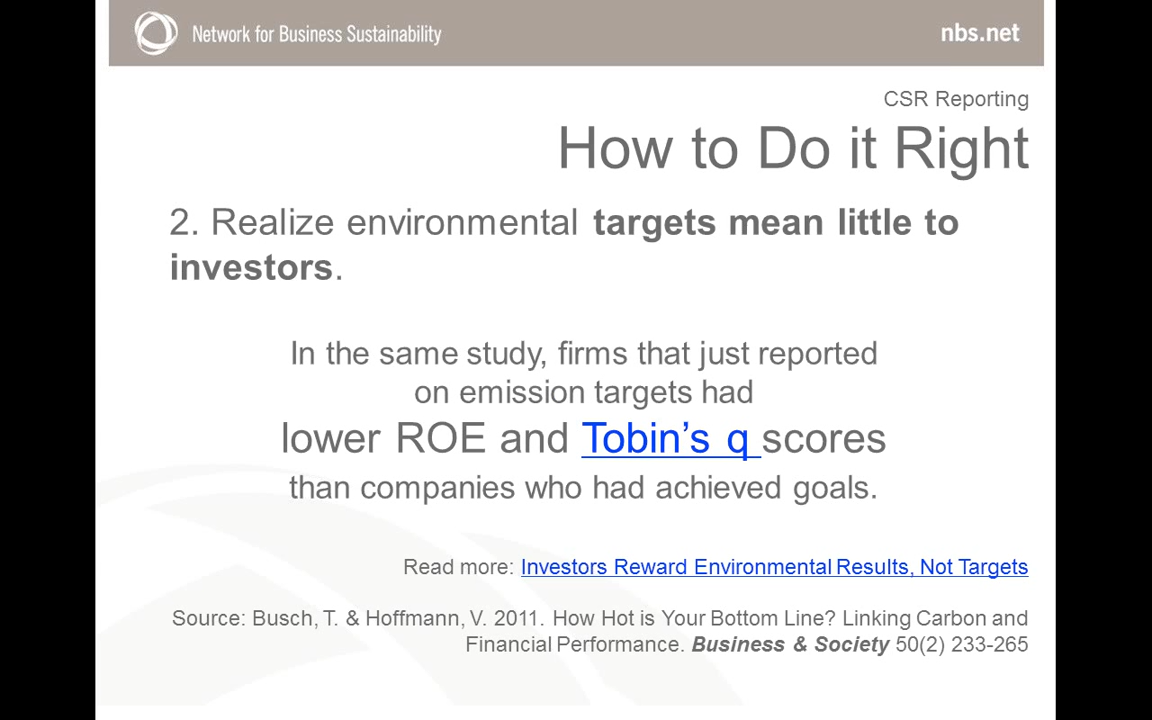 Network for Business Sustainability
nbs.net
CSR Reporting
How to Do it Right
2. Realize environmental targets mean little to
investors.
In the same study, firms that just reported
on emission targets had
lower ROE and Tobin's q scores
than companies who had achieved goals.
Read more: Investors Reward Environmental Results, Not Targets
Source: Busch, T. & Hoffmann, V. 2011. How Hot is Your Bottom Line? Linking Carbon and
Financial Performance. Business & Society 50(2) 233-265